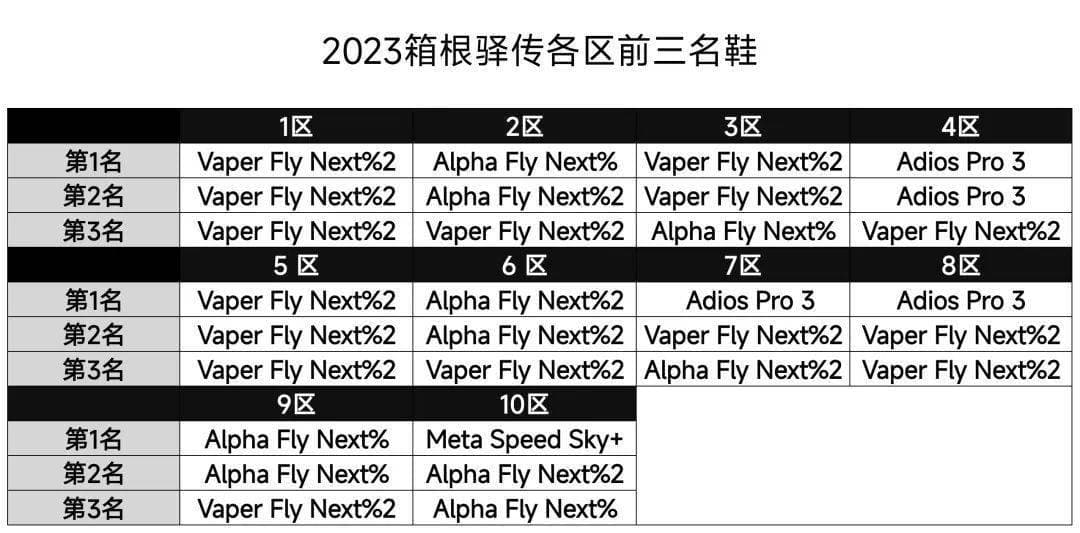 2023箱根驿传各区前三名鞋
1区 2区 3区 4区
第1名 Vaper Fly Next%2 Alpha Fly Next% Vaper Fly Next%2 Adios Pro 3
第2名 Vaper Fly Next%2 Alpha Fly Next%2 Vaper Fly Next%2 Adios Pro 3
第3名 Vaper Fly Next%2 Vaper Fly Next%2 Alpha Fly Next% Vaper Fly Next%2
5 区 6 区 7区 8区
第1名 Vaper Fly Next%2 Alpha Fly Next%2 Adios Pro 3 Adios Pro 3
第2名 Vaper Fly Next%2 Alpha Fly Next%2 Vaper Fly Next%2 Vaper Fly Next%2
第3名 Vaper Fly Next%2 Vaper Fly Next%2 Alpha Fly Next%2 Vaper Fly Next%2
9区 10区
第1名 Alpha Fly Next% Meta Speed Sky+
第2名 Alpha Fly Next% Alpha Fly Next%2
第3名 Vaper Fly Next%2 Alpha Fly Next%